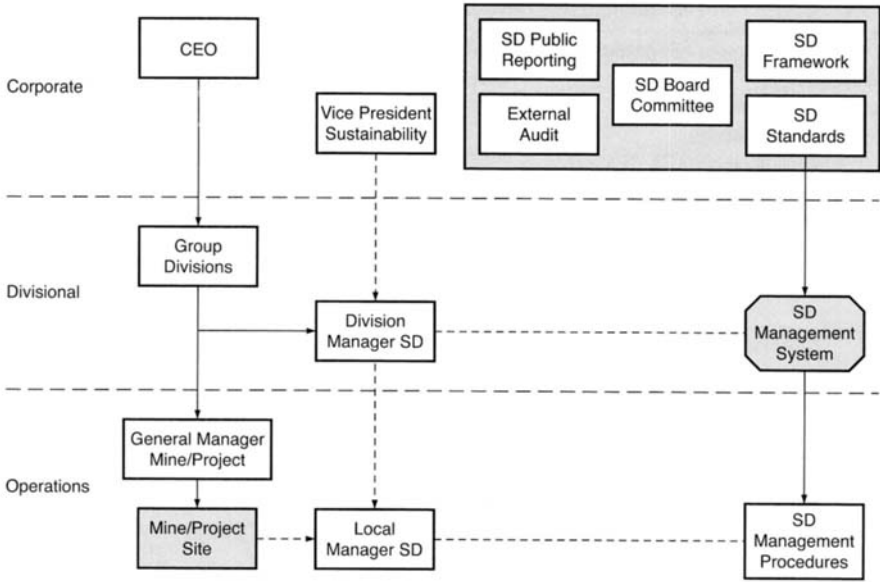 CEO
SD Public
Reporting
SD
Framework
SD Board
Committee
Corporate
Vice President
Sustainability
External
Audit
SD
Standards
Group
Divisions
Divisional
Division
Manager SD
SD
Management
System
General Manager
Mine/Project
Operations
Mine/Project
Site
Local
Manager SD
SD
Management
Procedures